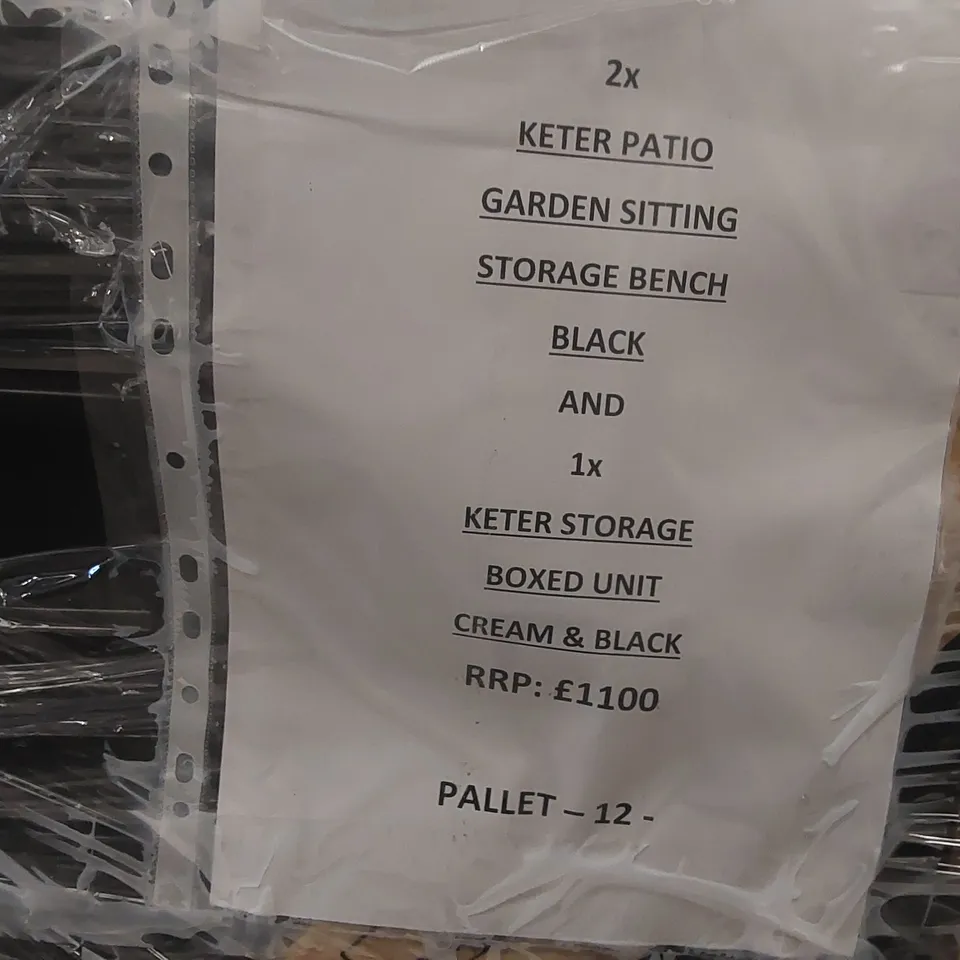 2x
KETER PATIO
GARDEN SITTING
STORAGE BENCH
BLACK
AND
1x
KETER STORAGE
BOXED UNIT
CREAM & BLACK
RRP: £1100
PALLET – 12 -